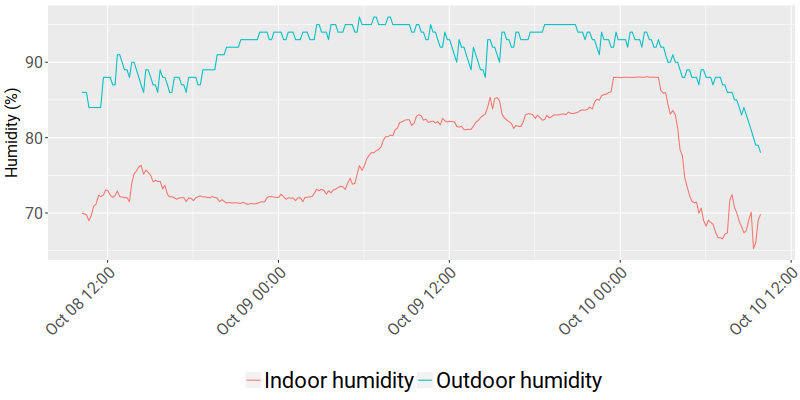 Humidity (%)
90
80
70
Oct 08 12:00
Oct 09 00:00
Oct 09 12:00
Oct 10 00:00
Oct 10 12:00
Indoor humidity Outdoor humidity